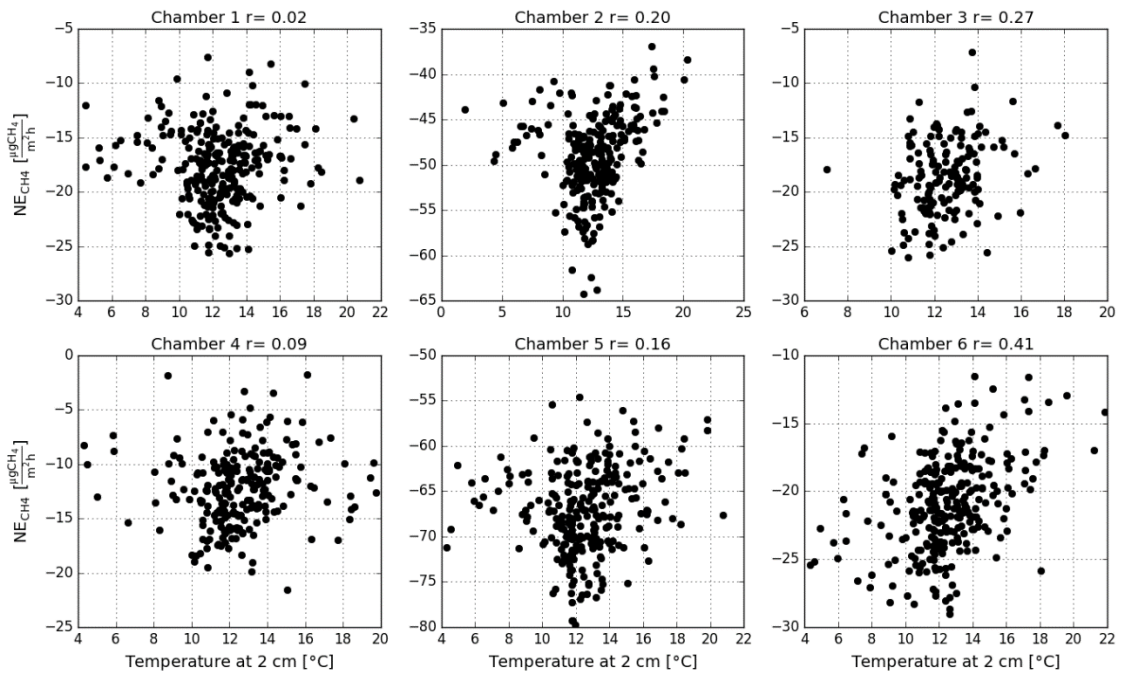 Chamber 1 r= 0.02
Chamber 2 r= 0.20
Chamber 3 r= 0.27
−5
−10
−15
−20
−25
−30
NE_CH4 [µgCH₄/m²h]
4 6 8 10 12 14 16 18 20 22
−35
−40
−45
−50
−55
−60
−65
0 5 10 15 20 25
−5
−10
−15
−20
−25
−30
6 8 10 12 14 16 18 20
Chamber 4 r= 0.09
Chamber 5 r= 0.16
Chamber 6 r= 0.41
0
−5
−10
−15
−20
−25
NE_CH4 [µgCH₄/m²h]
4 6 8 10 12 14 16 18 20
Temperature at 2 cm [°C]
−50
−55
−60
−65
−70
−75
−80
4 6 8 10 12 14 16 18 20 22
Temperature at 2 cm [°C]
−10
−15
−20
−25
−30
4 6 8 10 12 14 16 18 20 22
Temperature at 2 cm [°C]